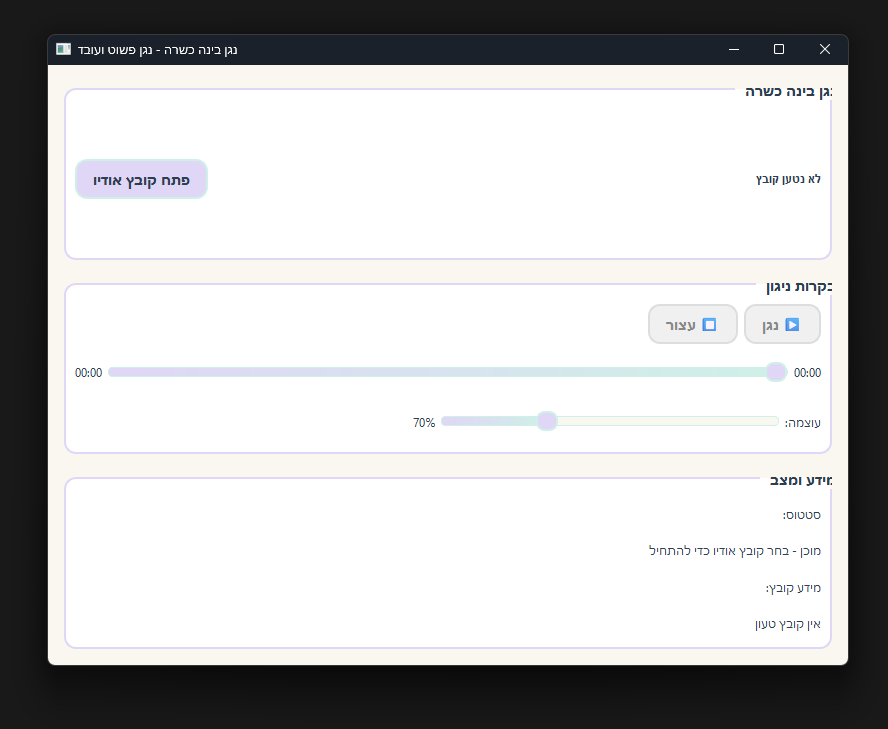 נגן בינה כשרה - נגן פשוט ועובד
נגן בינה כשרה
לא נטען קובץ
פתח קובץ אודיו
בקרות ניגון
נגן
עצור
00:00
00:00
עוצמה:
70%
מידע ומצב
סטטוס:
מוכן - בחר קובץ אודיו כדי להתחיל
מידע קובץ:
אין קובץ טעון